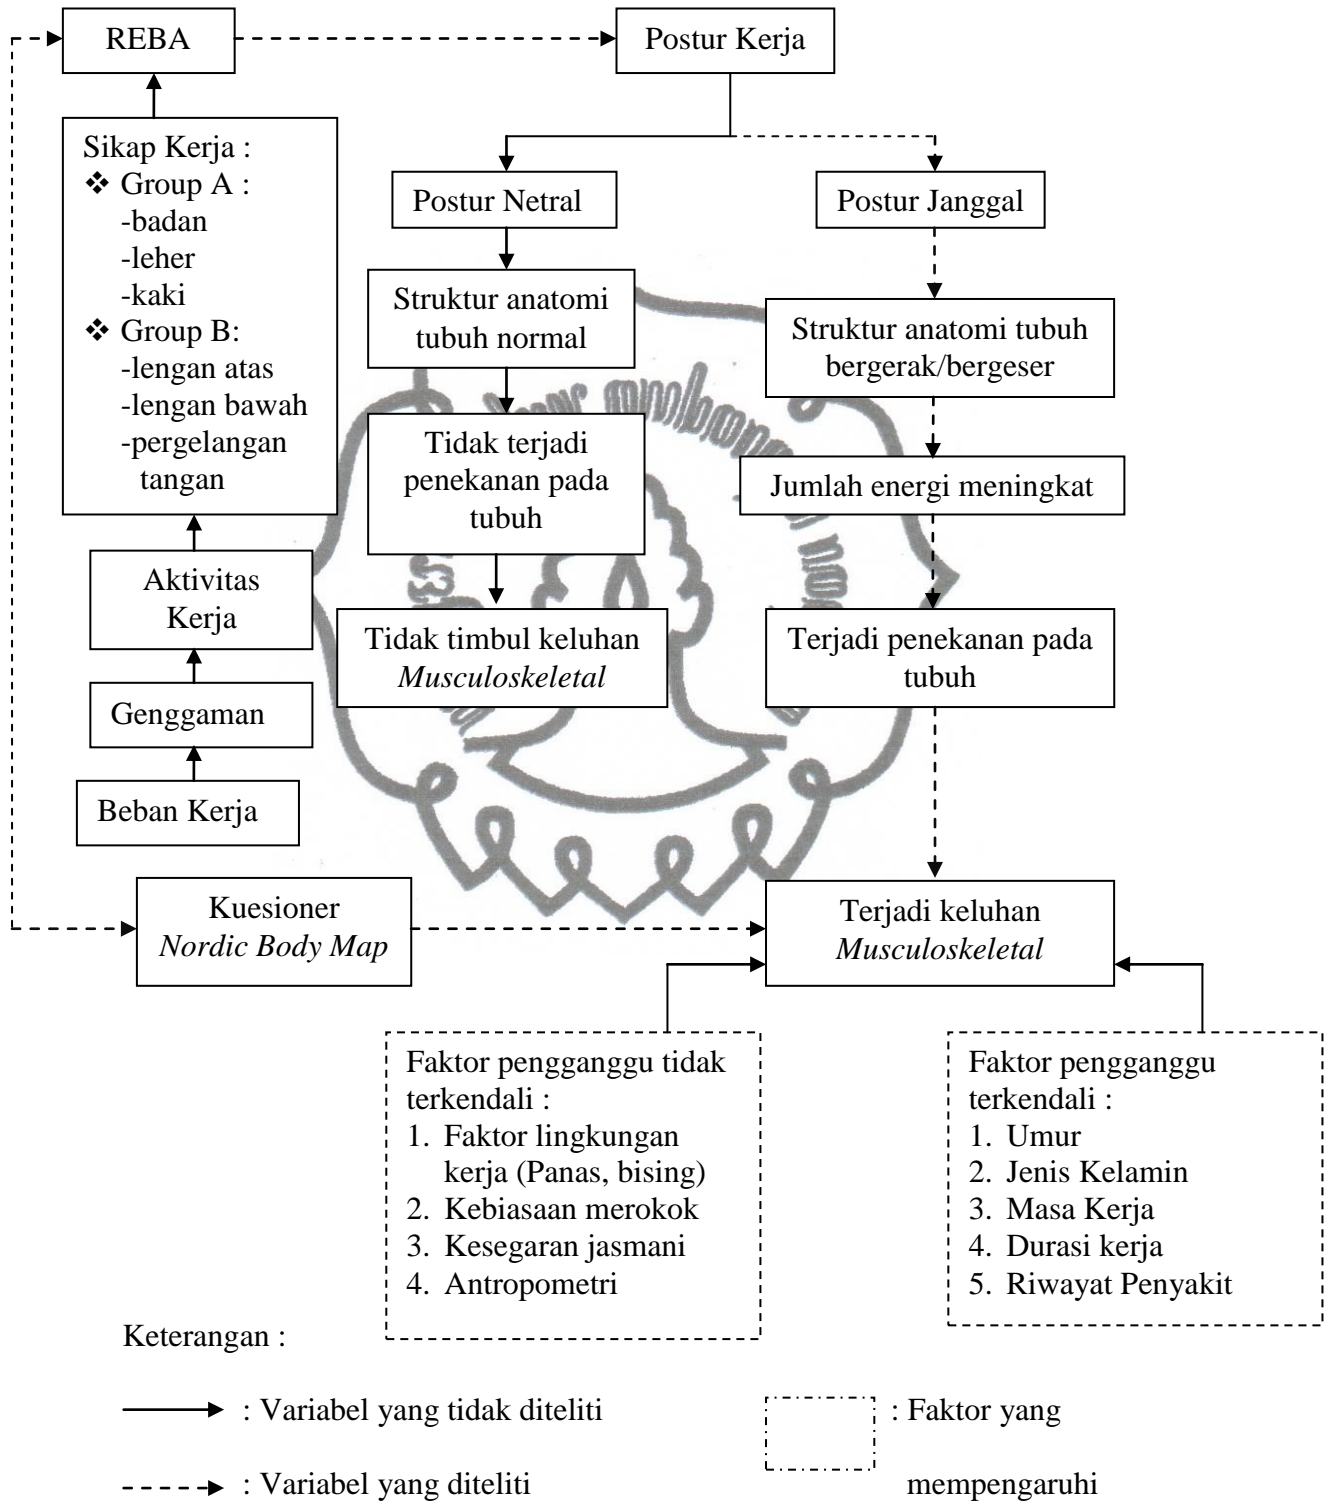 REBA
Postur Kerja
Sikap Kerja :
❖ Group A :
-badan
-leher
-kaki
❖ Group B:
-lengan atas
-lengan bawah
-pergelangan
tangan
Aktivitas
Kerja
Genggaman
Beban Kerja
Postur Netral
Struktur anatomi
tubuh normal
Tidak terjadi
penekanan pada
tubuh
Tidak timbul keluhan
Musculoskeletal
Postur Janggal
Struktur anatomi tubuh
bergerak/bergeser
Jumlah energi meningkat
Terjadi penekanan pada
tubuh
Kuesioner
Nordic Body Map
Terjadi keluhan
Musculoskeletal
Faktor pengganggu tidak
terkendali :
1. Faktor lingkungan
kerja (Panas, bising)
2. Kebiasaan merokok
3. Kesegaran jasmani
4. Antropometri
Faktor pengganggu
terkendali :
1. Umur
2. Jenis Kelamin
3. Masa Kerja
4. Durasi kerja
5. Riwayat Penyakit
Keterangan :
: Variabel yang tidak diteliti
: Variabel yang diteliti
: Faktor yang
mempengaruhi